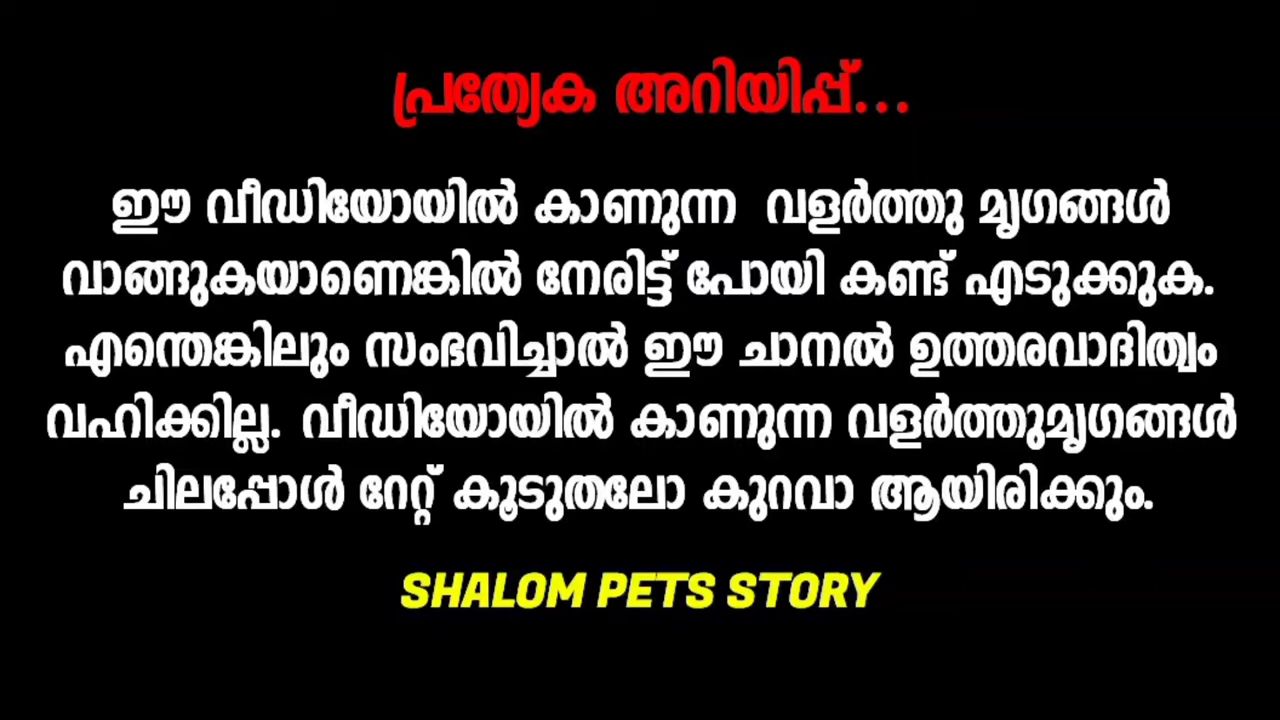 പ്രത്യേക അറിയിപ്പ്...
ഈ വീഡിയോയിൽ കാണുന്ന വളർത്തു മൃഗങ്ങൾ
വാങ്ങുകയാണെങ്കിൽ നേരിട്ട് പോയി കണ്ട് എടുക്കുക.
എന്തെങ്കിലും സംഭവിച്ചാൽ ഈ ചാനൽ ഉത്തരവാദിത്വം
വഹിക്കില്ല. വീഡിയോയിൽ കാണുന്ന വളർത്തുമൃഗങ്ങൾ
ചിലപ്പോൾ റേറ്റ് കൂടുതലോ കുറവാ ആയിരിക്കും.
SHALOM PETS STORY